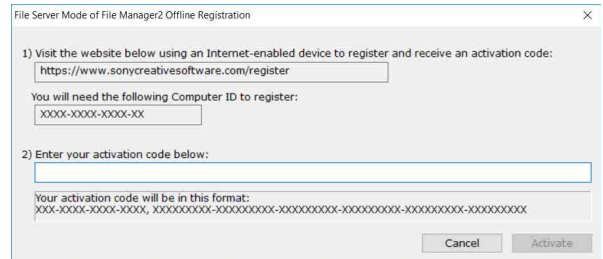 File Server Mode of File Manager2 Offline Registration
1) Visit the website below using an Internet-enabled device to register and receive an activation code:
https://www.sonycreativesoftware.com/register
You will need the following Computer ID to register:
XXXX-XXXX-XXXX-XX
2) Enter your activation code below:
Your activation code will be in this format:
XXX-XXXX-XXXX-XXXX, XXXXXXXXX-XXXXXXXXX-XXXXXXXXX-XXXXXXXXX-XXXXXXXXX-XXXXXXXXX
Cancel Activate